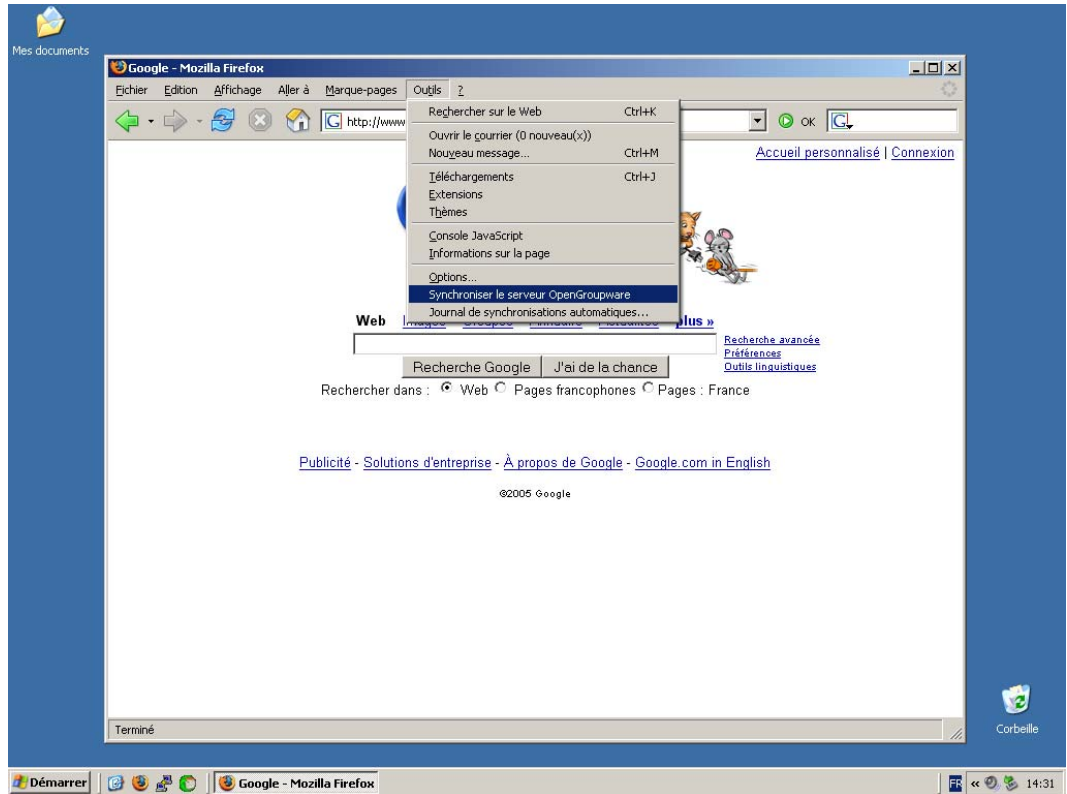 Mes documents
Google - Mozilla Firefox
Fichier Edition Affichage Aller à Marque-pages Outils ?
http://www
OK
Rechercher sur le Web Ctrl+K
Ouvrir le courrier (0 nouveau(x))
Nouveau message... Ctrl+M
Téléchargements Ctrl+J
Extensions
Thèmes
Console JavaScript
Informations sur la page
Options...
Synchroniser le serveur OpenGroupware
Journal de synchronisations automatiques...
Accueil personnalisé | Connexion
Web Images Groupes Annuaire Actualités plus »
Recherche avancée
Préférences
Outils linguistiques
Recherche Google J'ai de la chance
Rechercher dans : Web Pages francophones Pages : France
Publicité - Solutions d'entreprise - À propos de Google - Google.com in English
©2005 Google
Terminé
Corbeille
Démarrer Google - Mozilla Firefox FR « 14:31